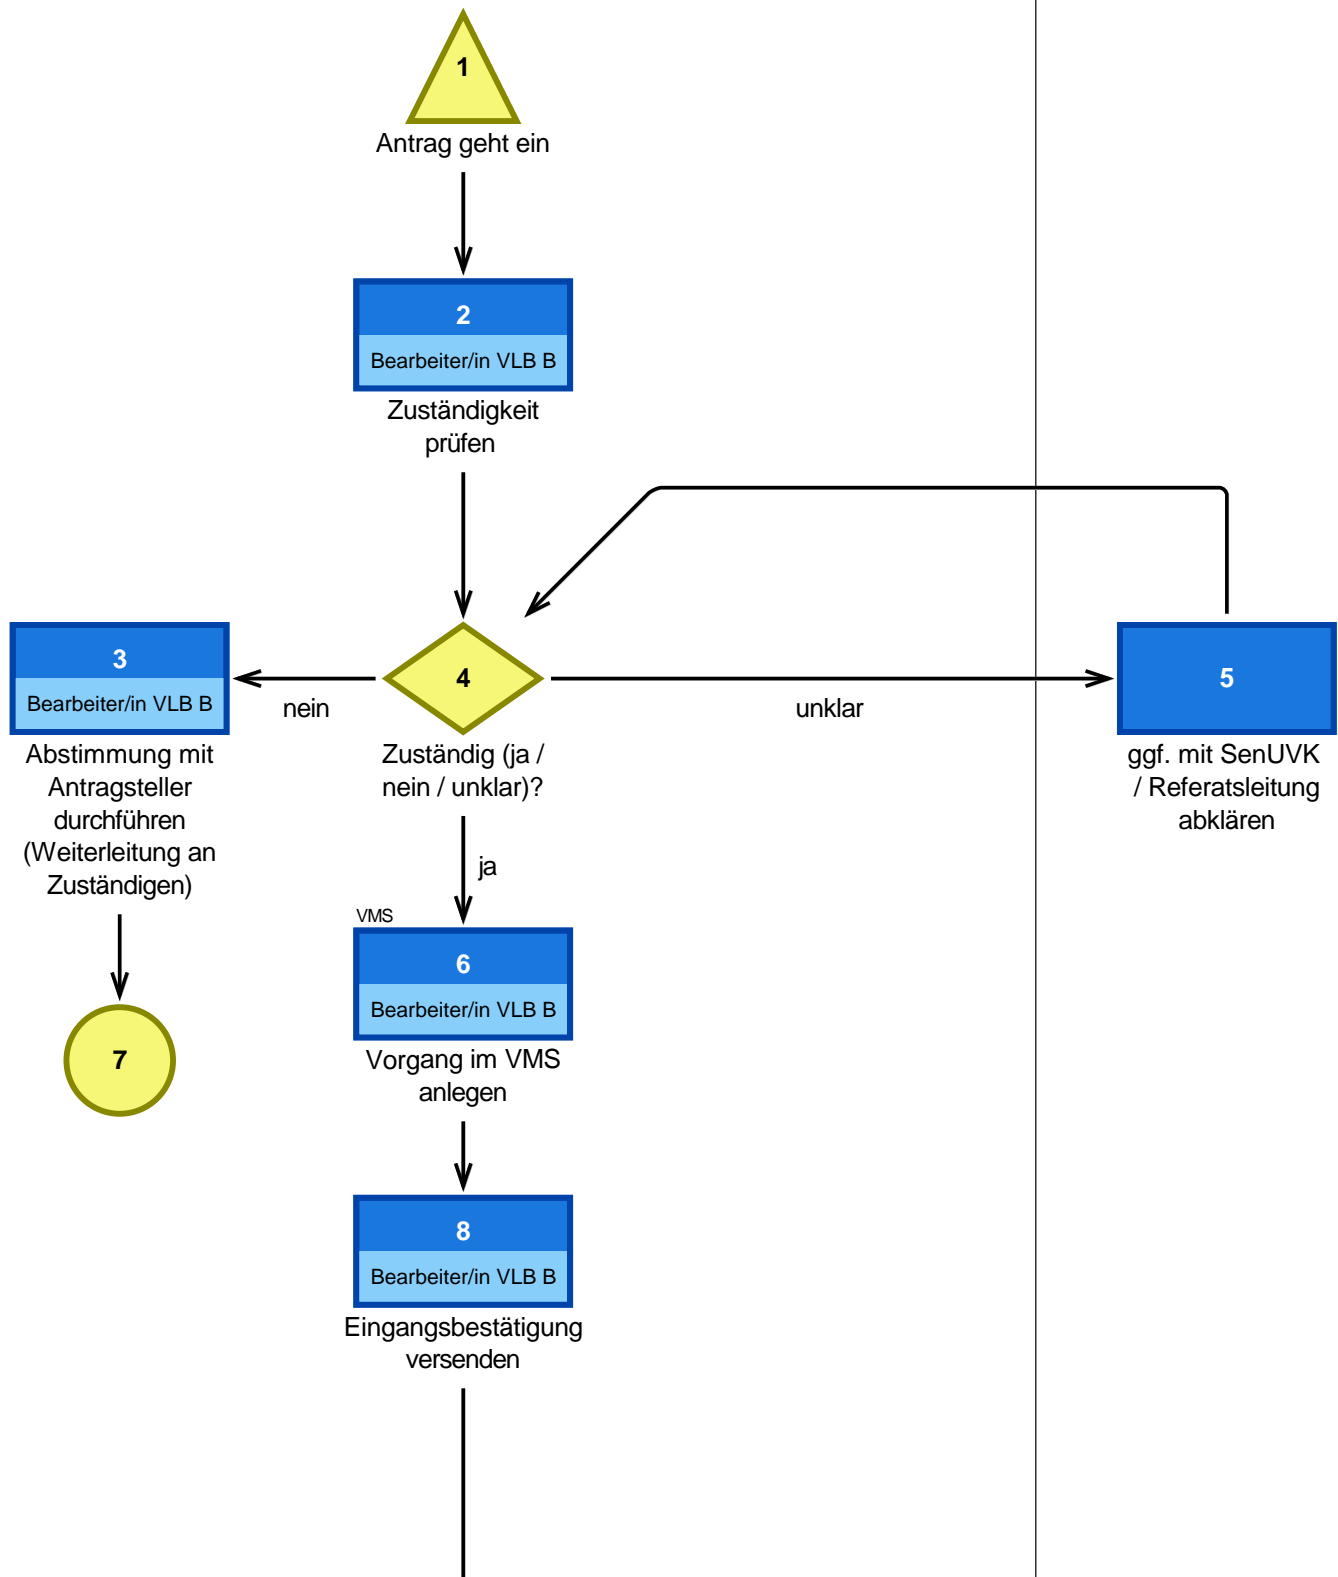 1
Antrag geht ein
2
Bearbeiter/in VLB B
Zuständigkeit
prüfen
3
Bearbeiter/in VLB B
Abstimmung mit
Antragsteller
durchführen
(Weiterleitung an
Zuständigen)
nein
4
Zuständig (ja /
nein / unklar)?
unklar
5
ggf. mit SenUVK
/ Referatsleitung
abklären
ja
VMS
6
Bearbeiter/in VLB B
Vorgang im VMS
anlegen
7
8
Bearbeiter/in VLB B
Eingangsbestätigung
versenden